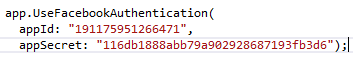 app.UseFacebookAuthentication(
appId: "191175951266471",
appSecret: "116db1888abb79a902928687193fb3d6");